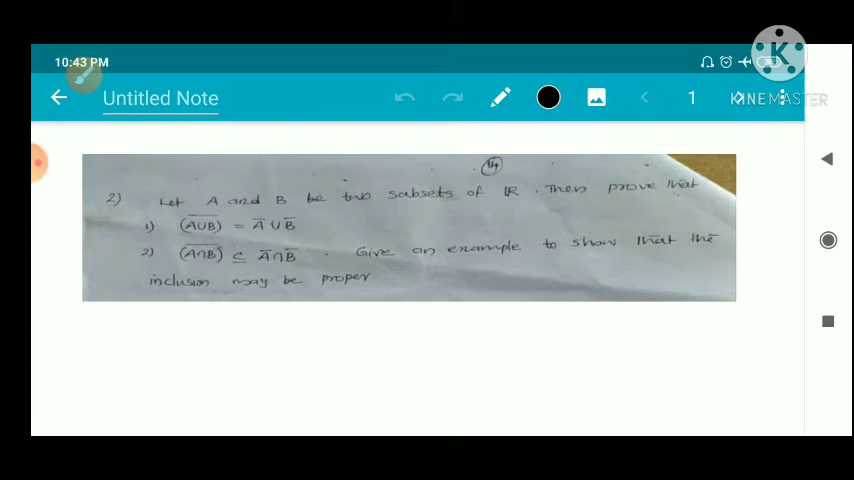 10:43 PM
KINEMASTER
Untitled Note
1
14
2) Let A and B be two subsets of ℝ. Then prove that
1) (A̅U̅B̅) = A̅ ∪ B̅
2) (A̅∩̅B̅) ⊆ A̅ ∩ B̅. Give an example to show that the
inclusion may be proper.